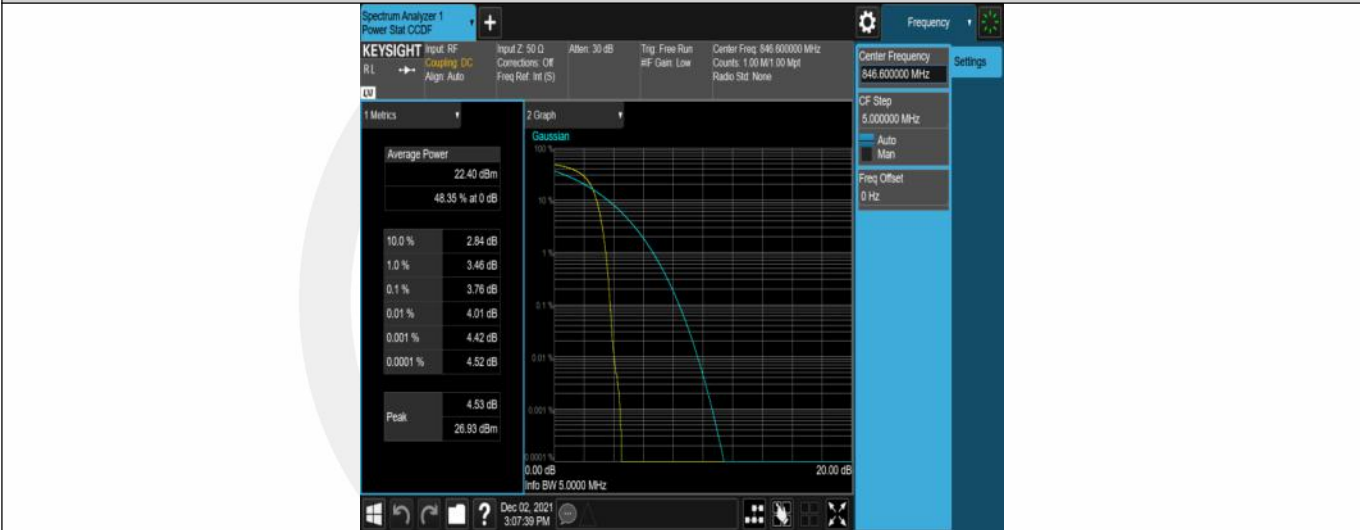 Spectrum Analyzer 1
Power Stat CCDF
+
Frequency
KEYSIGHT Input: RF
RL
Coupling: DC
Align: Auto
Input Z: 50 Ω
Corrections: Off
Freq Ref: Int (S)
Atten: 30 dB
Trig: Free Run
#IF Gain: Low
Center Freq: 846.600000 MHz
Counts: 1.00 M/1.00 Mpt
Radio Std: None
Center Frequency
846.600000 MHz
Settings
CF Step
5.000000 MHz
Auto
Man
Freq Offset
0 Hz
1 Metrics
Average Power
22.40 dBm
48.35 % at 0 dB
10.0 % 2.84 dB
1.0 % 3.46 dB
0.1 % 3.76 dB
0.01 % 4.01 dB
0.001 % 4.42 dB
0.0001 % 4.52 dB
Peak
4.53 dB
26.93 dBm
2 Graph
Gaussian
100 %
10 %
1 %
0.1 %
0.01 %
0.001 %
0.0001 %
0.00 dB 20.00 dB
Info BW 5.0000 MHz
?
Dec 02, 2021
3:07:39 PM